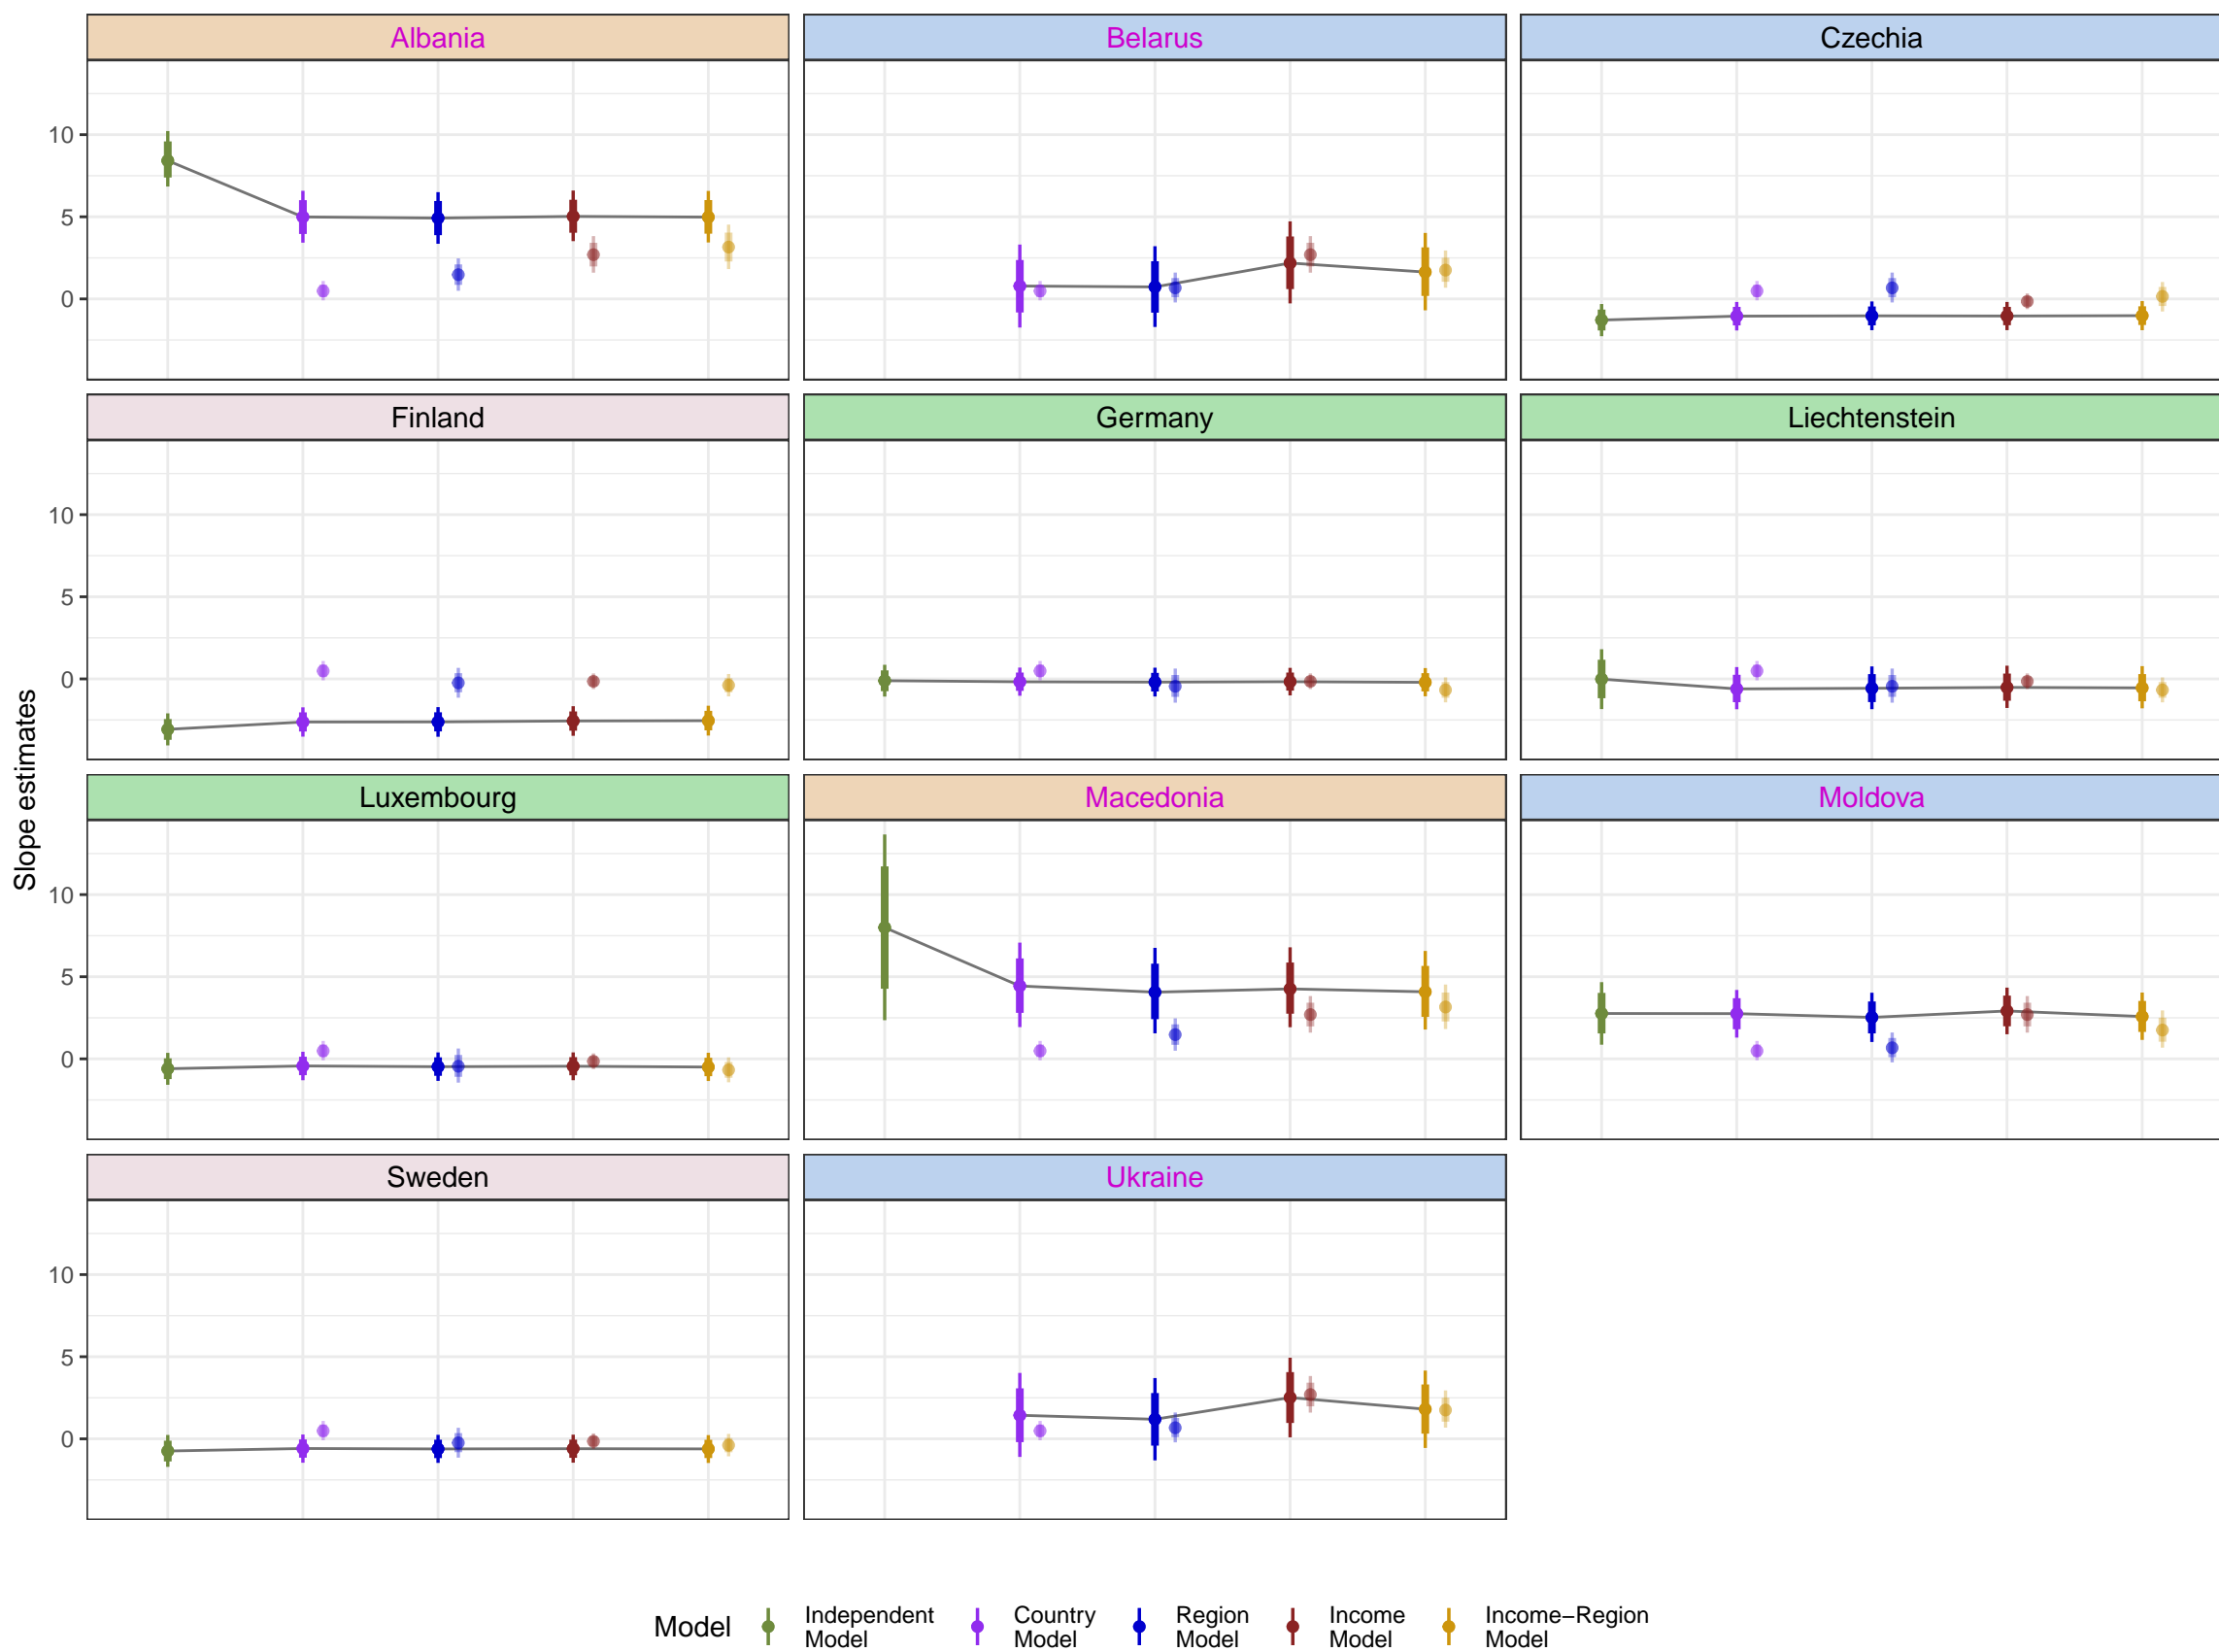 Albania
Belarus
Czechia
10
5
0
Finland
Germany
Liechtenstein
10
5
0
Slope estimates
Luxembourg
Macedonia
Moldova
10
5
0
Sweden
Ukraine
10
5
0
Model
Independent
Model
Country
Model
Region
Model
Income
Model
Income−Region
Model